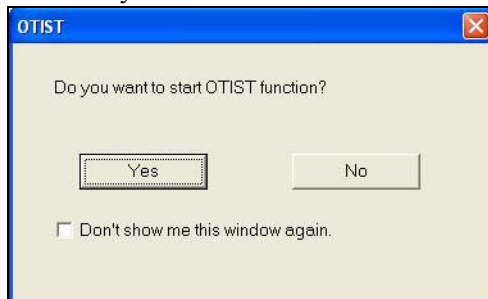 OTIST
Do you want to start OTIST function?
Yes No
Don't show me this window again.